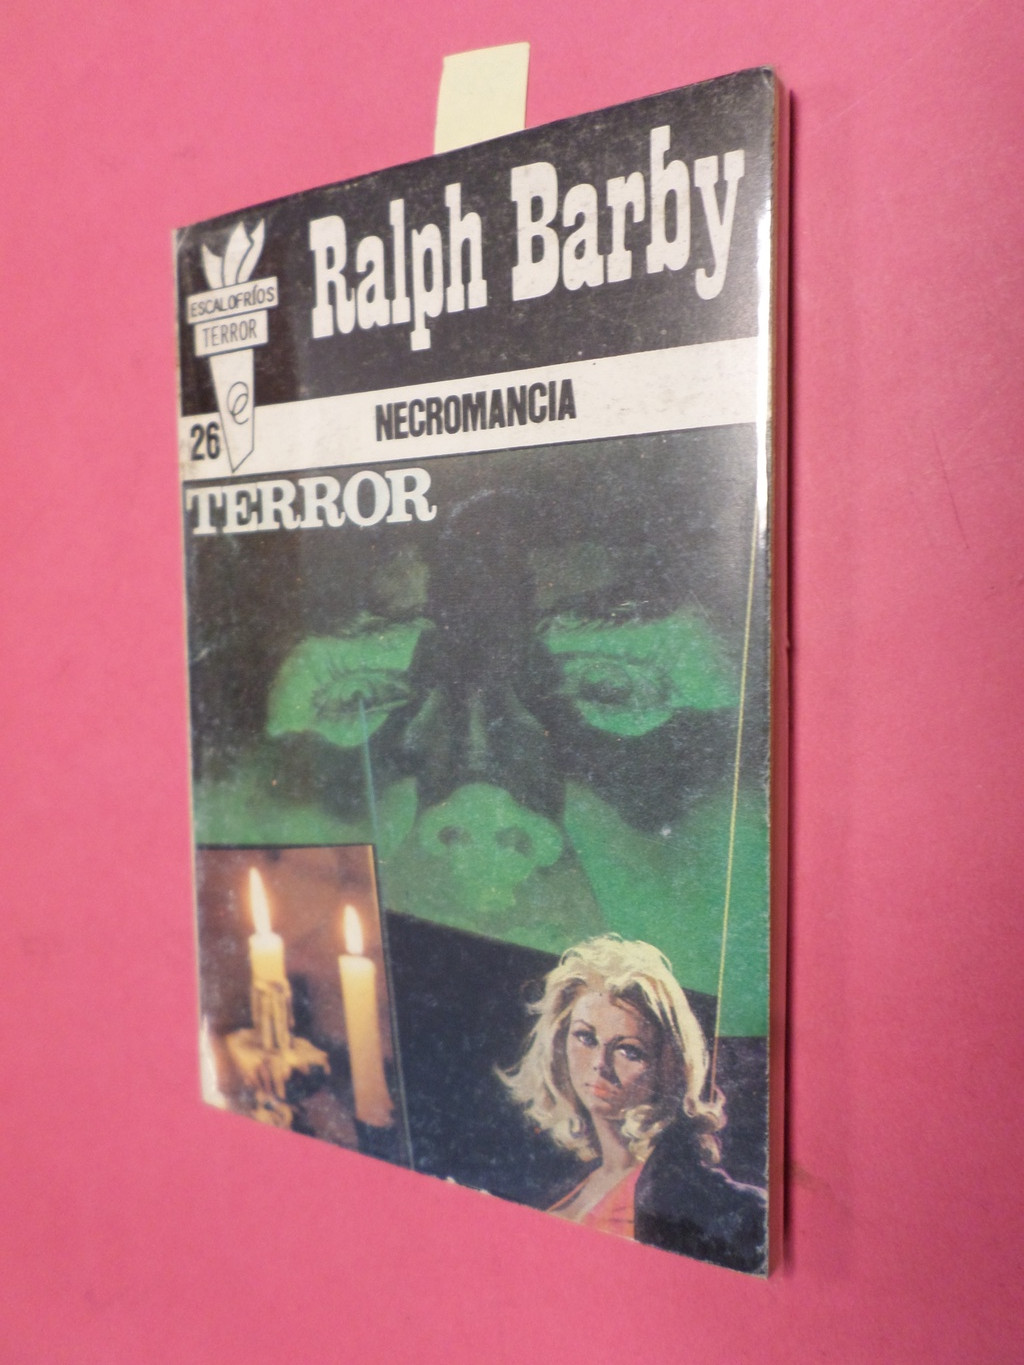 Ralph Barby
ESCALOFRÍOS
TERROR
NECROMANCIA
26
TERROR